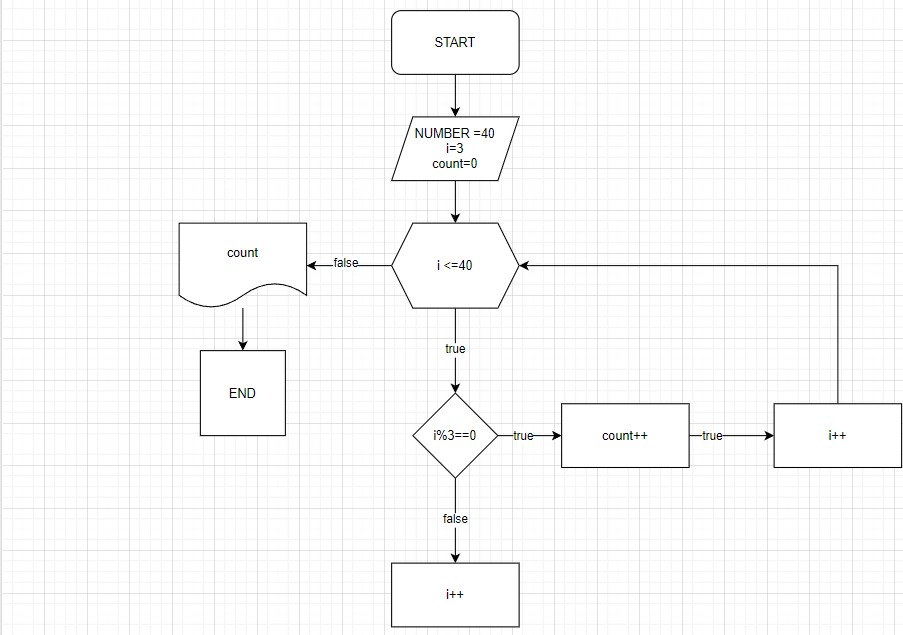 START
NUMBER =40
i=3
count=0
count
false
i <=40
true
END
i%3==0
true
count++
true
i++
false
i++